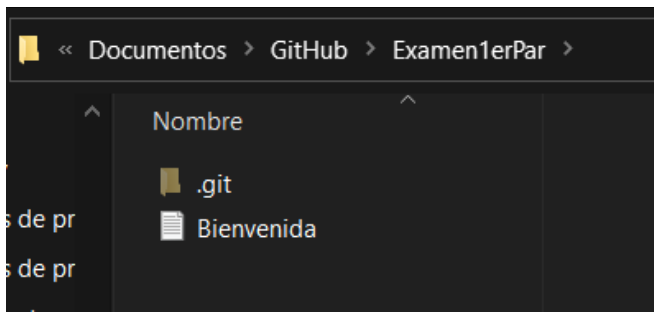 « Documentos > GitHub > Examen1erPar >
Nombre
.git
s de pr
Bienvenida
s de pr